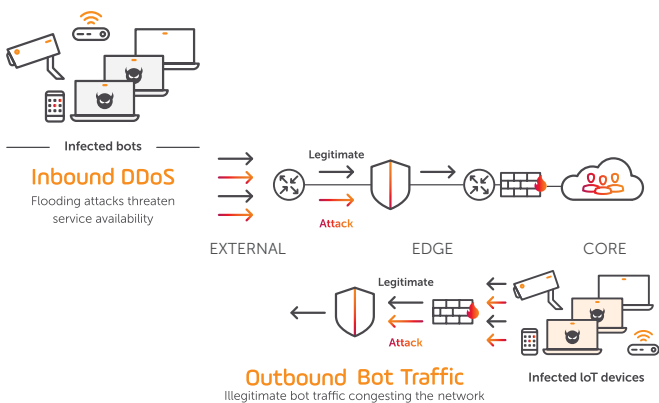 Infected bots
Inbound DDoS
Flooding attacks threaten
service availability
Legitimate
Attack
EXTERNAL
EDGE
CORE
Legitimate
Attack
Outbound Bot Traffic
Illegitimate bot traffic congesting the network
Infected IoT devices